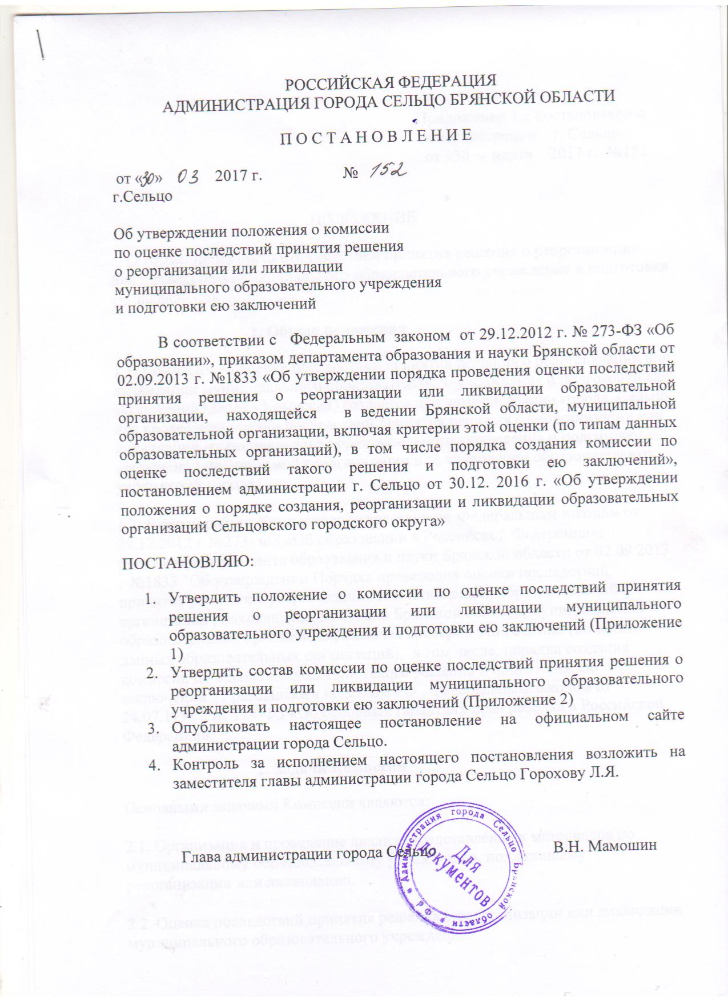 РОССИЙСКАЯ ФЕДЕРАЦИЯ
АДМИНИСТРАЦИЯ ГОРОДА СЕЛЬЦО БРЯНСКОЙ ОБЛАСТИ
П О С Т А Н О В Л Е Н И Е
от «30» 03 2017 г. № 152
г.Сельцо
Об утверждении положения о комиссии
по оценке последствий принятия решения
о реорганизации или ликвидации
муниципального образовательного учреждения
и подготовки ею заключений
В соответствии с Федеральным законом от 29.12.2012 г. № 273-ФЗ «Об
образовании», приказом департамента образования и науки Брянской области от
02.09.2013 г. №1833 «Об утверждении порядка проведения оценки последствий
принятия решения о реорганизации или ликвидации образовательной
организации, находящейся в ведении Брянской области, муниципальной
образовательной организации, включая критерии этой оценки (по типам данных
образовательных организаций), в том числе порядка создания комиссии по
оценке последствий такого решения и подготовки ею заключений»,
постановлением администрации г. Сельцо от 30.12. 2016 г. «Об утверждении
положения о порядке создания, реорганизации и ликвидации образовательных
организаций Сельцовского городского округа»
ПОСТАНОВЛЯЮ:
1. Утвердить положение о комиссии по оценке последствий принятия
решения о реорганизации или ликвидации муниципального
образовательного учреждения и подготовки ею заключений (Приложение
1)
2. Утвердить состав комиссии по оценке последствий принятия решения о
реорганизации или ликвидации муниципального образовательного
учреждения и подготовки ею заключений (Приложение 2)
3. Опубликовать настоящее постановление на официальном сайте
администрации города Сельцо.
4. Контроль за исполнением настоящего постановления возложить на
заместителя главы администрации города Сельцо Горохову Л.Я.
Глава администрации города Сельцо В.Н. Мамошин
* Администрация города Сельцо Брянской области * РФ
Для
документов